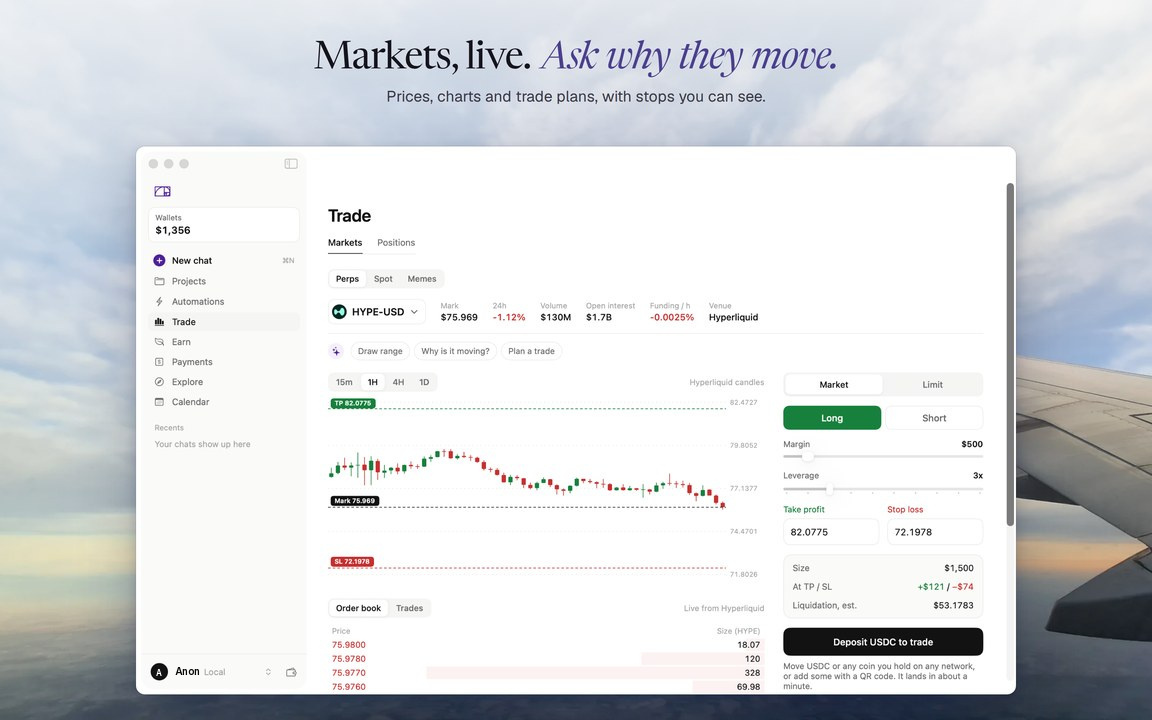 Markets, live. Ask why they move.
Prices, charts and trade plans, with stops you can see.
Wallets
$1,356
New chat ⌘N
Projects
Automations
Trade
Earn
Payments
Explore
Calendar
Recents
Your chats show up here
A Anon Local
Trade
Markets Positions
Perps Spot Memes
HYPE-USD
Mark 24h Volume Open interest Funding / h Venue
$75.969 -1.12% $130M $1.7B -0.0025% Hyperliquid
Draw range Why is it moving? Plan a trade
15m 1H 4H 1D Hyperliquid candles
TP 82.0775 82.4727
79.8052
77.1377
Mark 75.969
74.4701
SL 72.1978
71.8026
Order book Trades Live from Hyperliquid
Price Size (HYPE)
75.9800 18.07
75.9780 120
75.9770 328
75.9760 69.98
Market Limit
Long Short
Margin $500
Leverage 3x
Take profit Stop loss
82.0775 72.1978
Size $1,500
At TP / SL +$121 / −$74
Liquidation, est. $53.1783
Deposit USDC to trade
Move USDC or any coin you hold on any network,
or add some with a QR code. It lands in about a
minute.